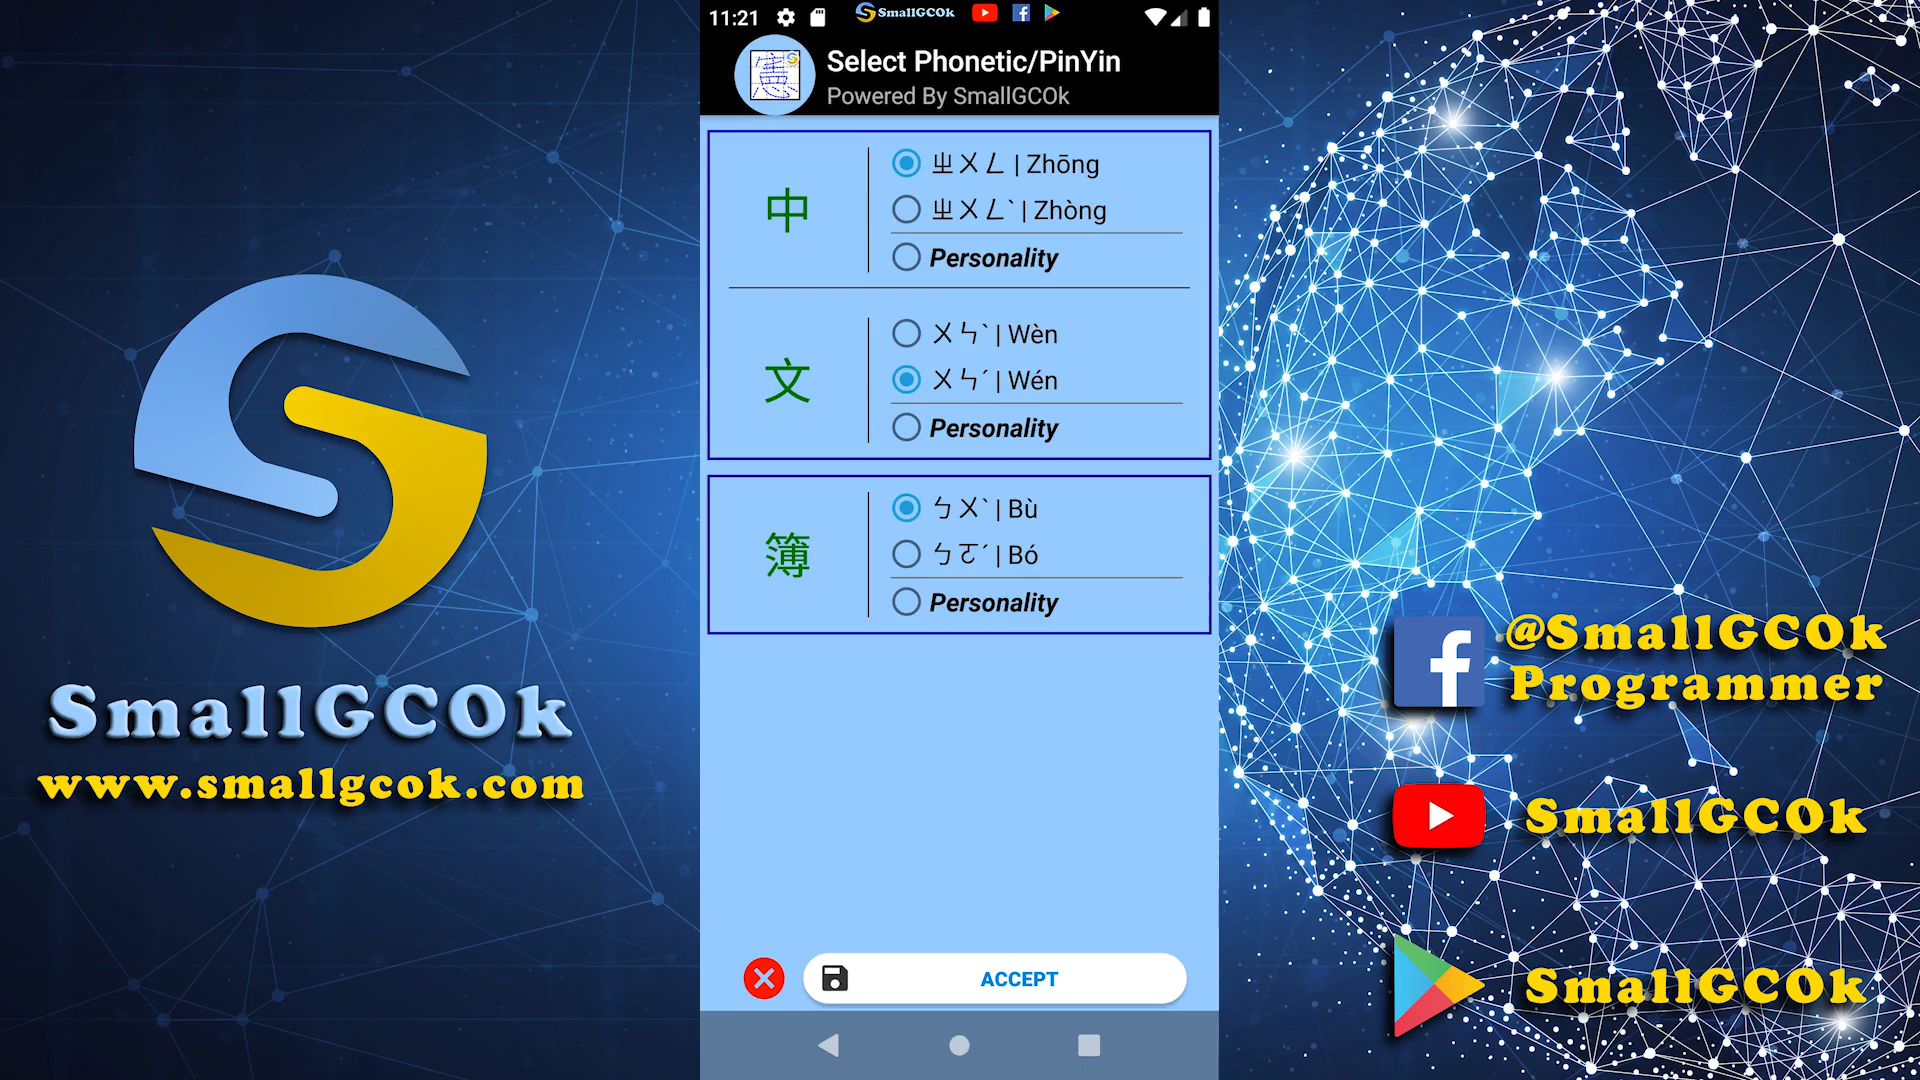 SmallGCOk
www.smallgcok.com
11:21
SmallGCOk
憲
Select Phonetic/PinYin
Powered By SmallGCOk
中
ㄓㄨㄥ | Zhōng
ㄓㄨㄥˋ | Zhòng
Personality
文
ㄨㄣˋ | Wèn
ㄨㄣˊ | Wén
Personality
簿
ㄅㄨˋ | Bù
ㄅㄛˊ | Bó
Personality
ACCEPT
@SmallGCOk
Programmer
SmallGCOk
SmallGCOk